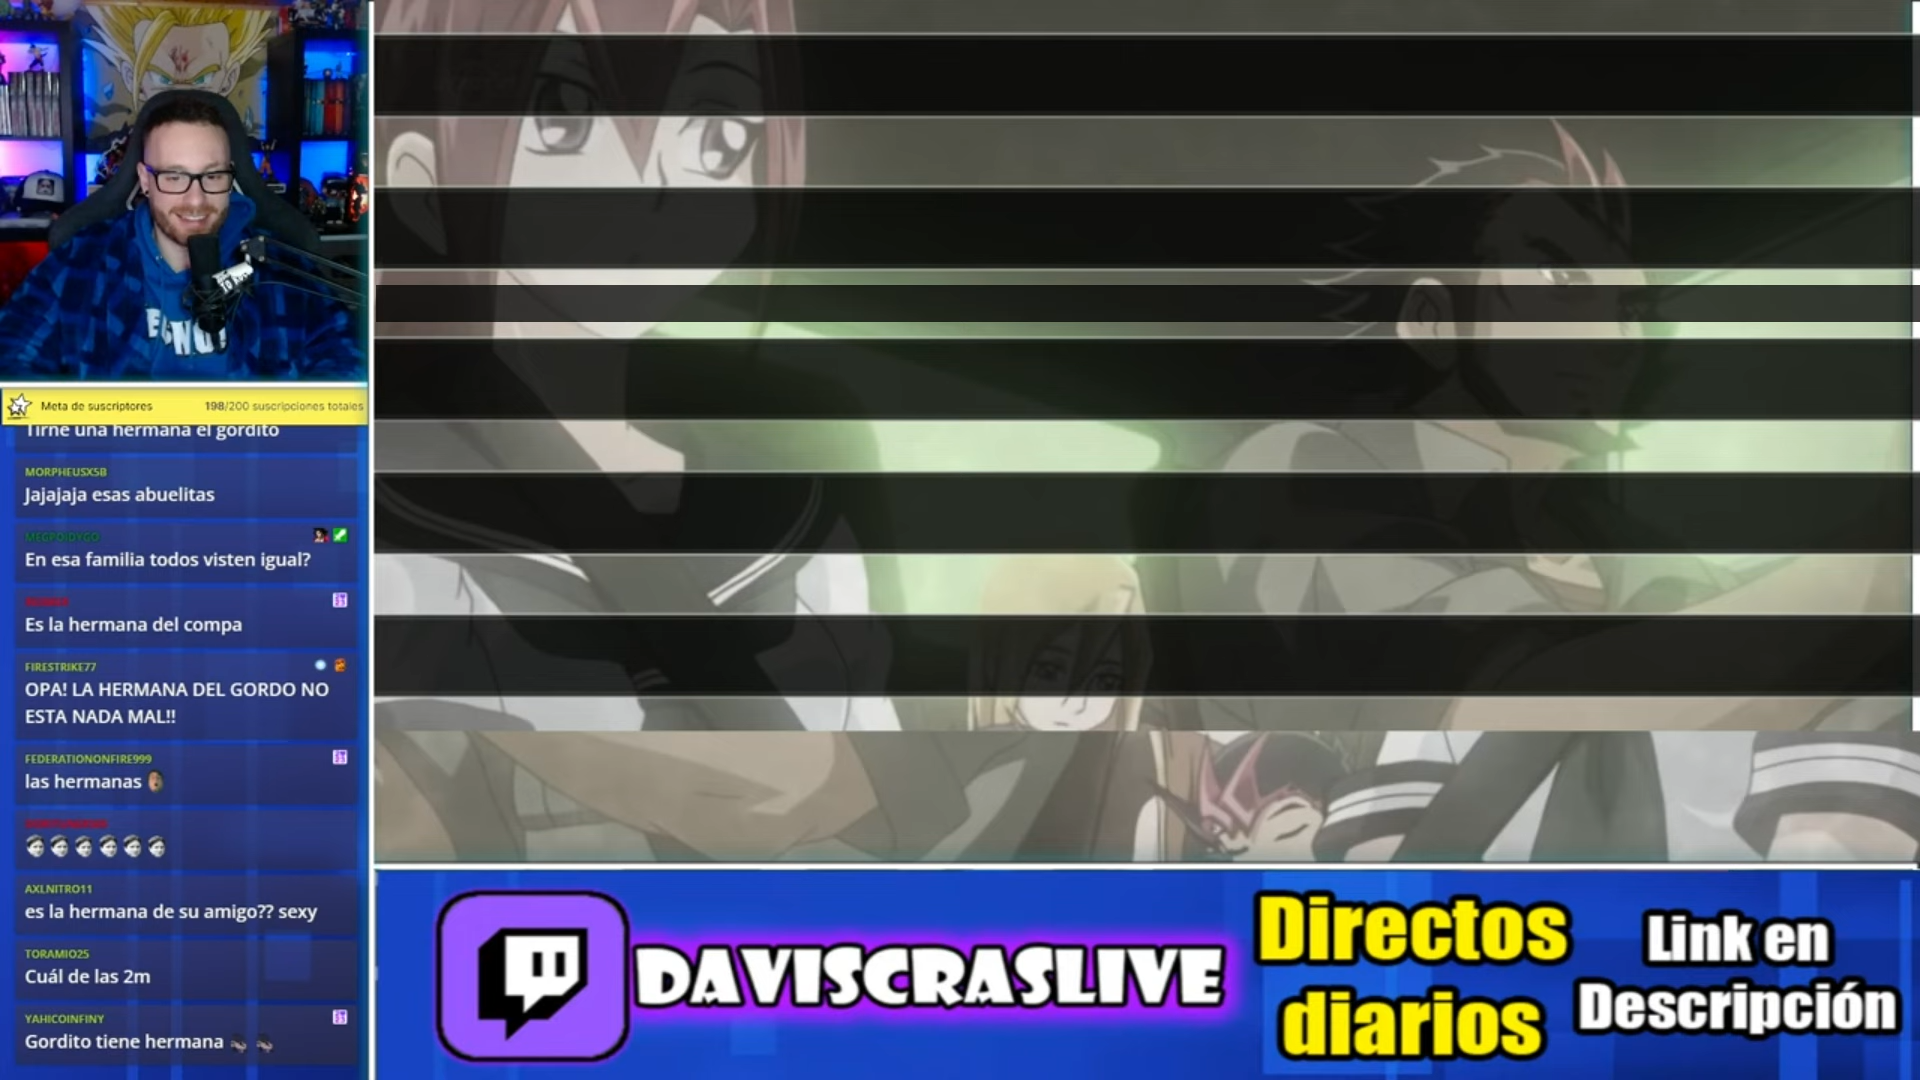 Meta de suscriptores 198/200 suscripciones totales
Tirne una hermana el gordito
MORPHEUSX5B
Jajajaja esas abuelitas
En esa familia todos visten igual?
Es la hermana del compa
FIRESTRIKE77
OPA! LA HERMANA DEL GORDO NO
ESTA NADA MAL!!
FEDERATIONONFIRE999
las hermanas
AXLNITRO11
es la hermana de su amigo?? sexy
TORAMIO25
Cuál de las 2m
YAHICOINFINY
Gordito tiene hermana
DAVISCRASLIVE
Directos
diarios
Link en
Descripción